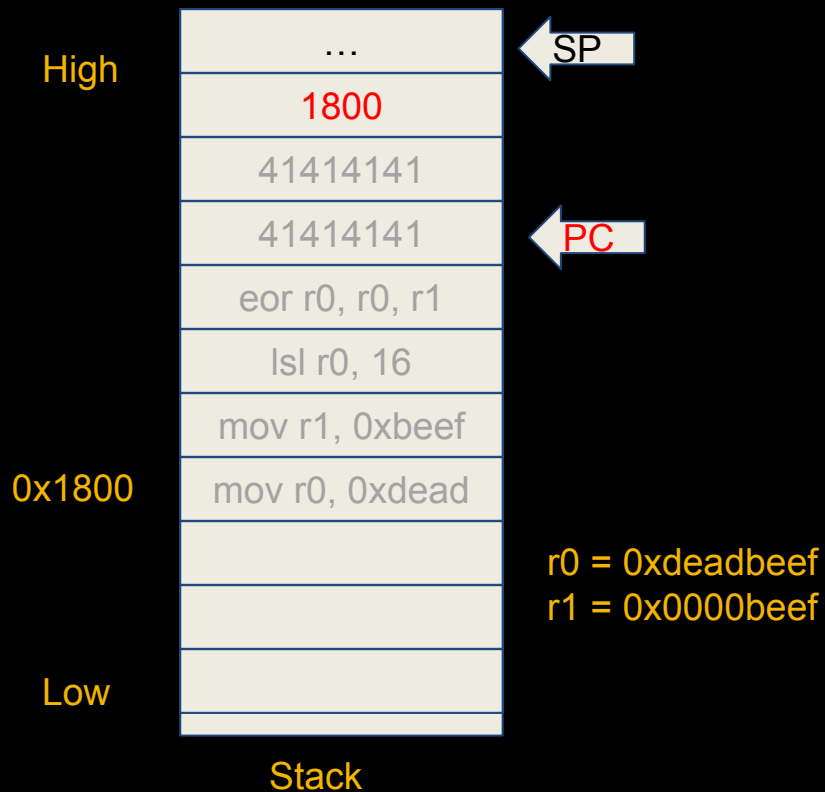 High
…
SP
1800
41414141
41414141
PC
eor r0, r0, r1
lsl r0, 16
mov r1, 0xbeef
0x1800
mov r0, 0xdead
r0 = 0xdeadbeef
r1 = 0x0000beef
Low
Stack